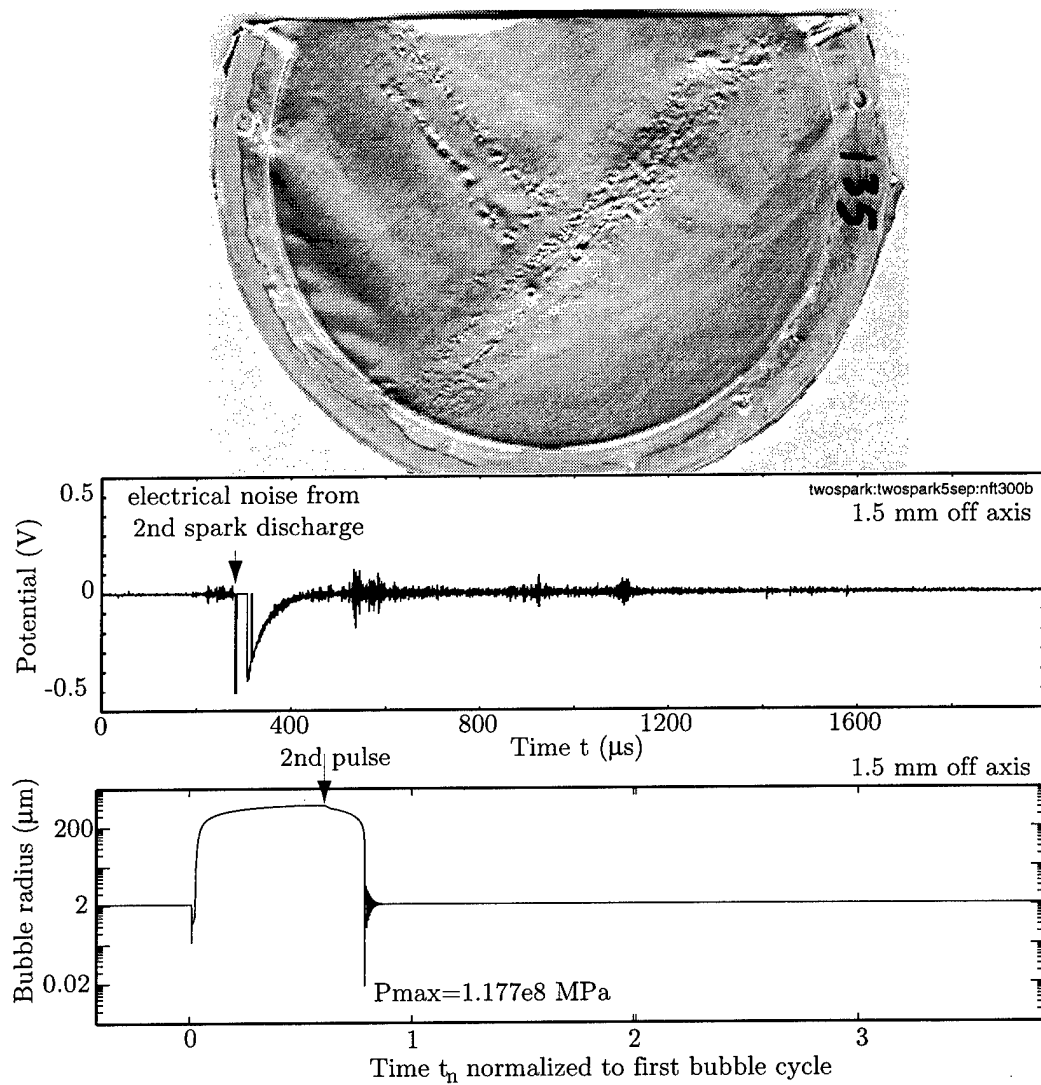 135
0.5
electrical noise from
2nd spark discharge
twospark:twospark5sep:nft300b
1.5 mm off axis
Potential (V)
0
-0.5
0 400 800 1200 1600
Time t (μs)
2nd pulse
1.5 mm off axis
Bubble radius (μm)
200
2
0.02
Pmax=1.177e8 MPa
0 1 2 3
Time tn normalized to first bubble cycle